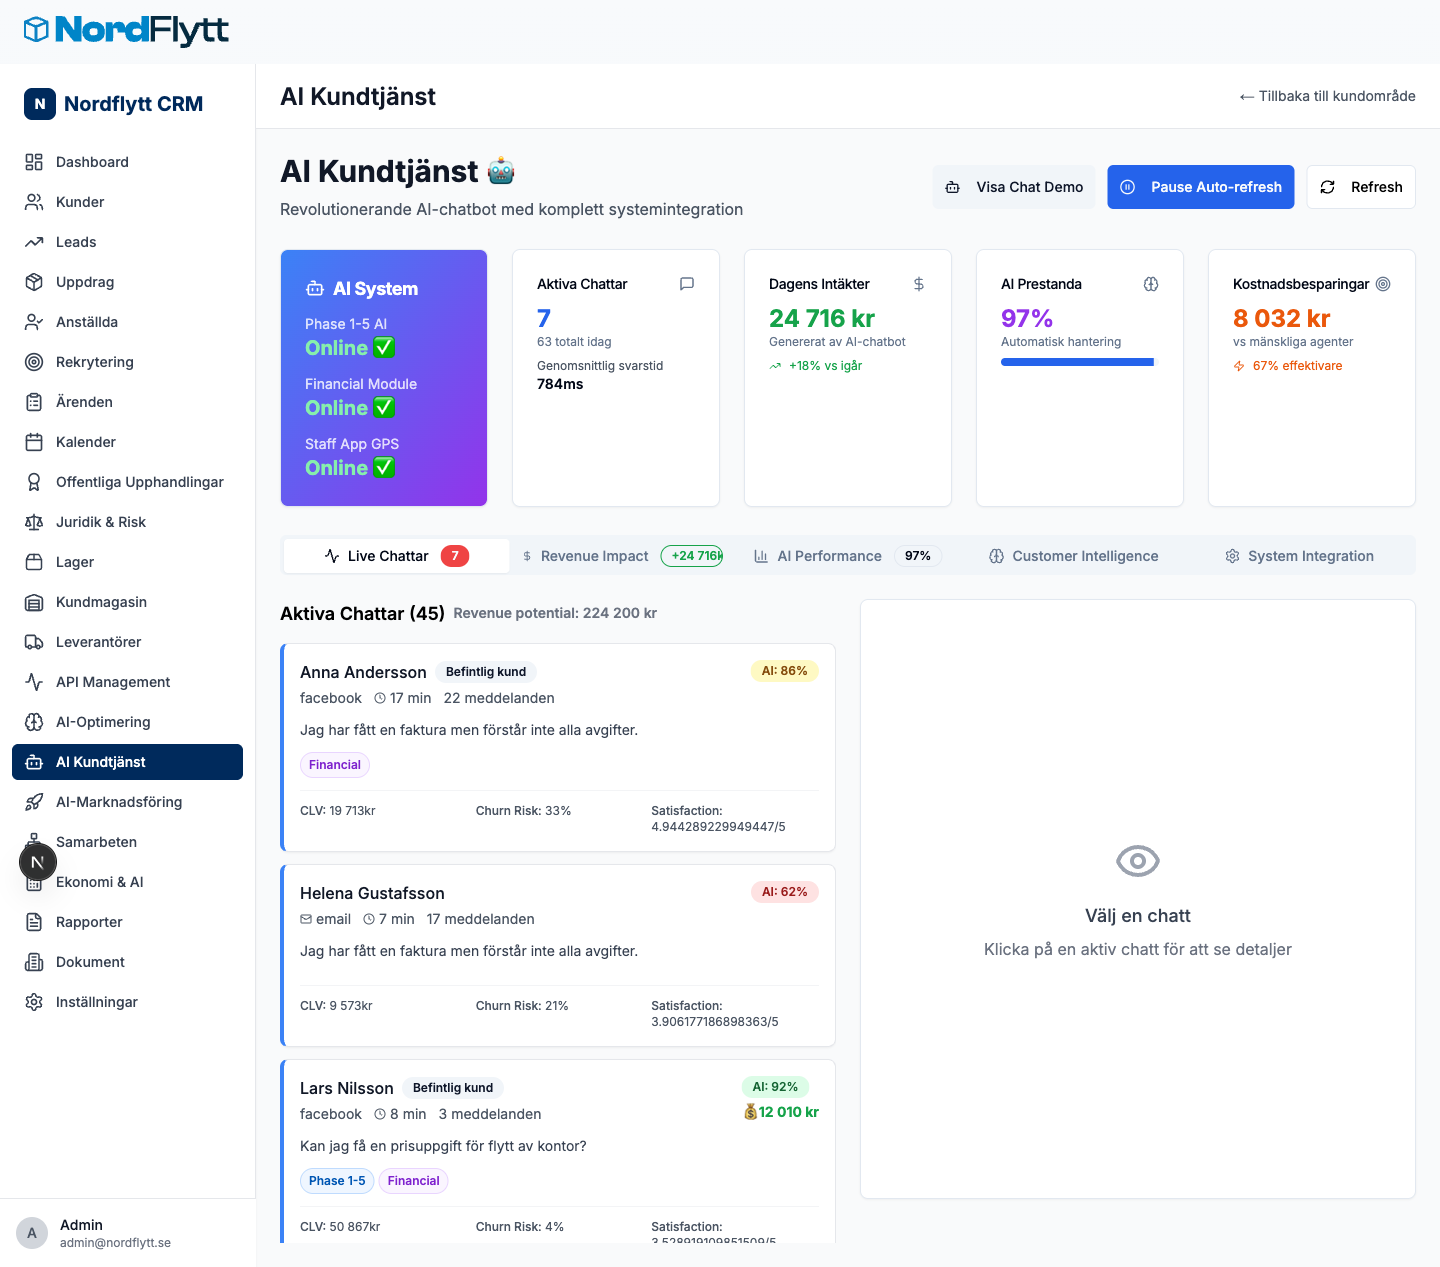 NordFlytt
N
Nordflytt CRM
Dashboard
Kunder
Leads
Uppdrag
Anställda
Rekrytering
Ärenden
Kalender
Offentliga Upphandlingar
Juridik & Risk
Lager
Kundmagasin
Leverantörer
API Management
AI-Optimering
AI Kundtjänst
AI-Marknadsföring
Samarbeten
N
Ekonomi & AI
Rapporter
Dokument
Inställningar
A
Admin
admin@nordflytt.se
AI Kundtjänst
← Tillbaka till kundområde
AI Kundtjänst
Revolutionerande AI-chatbot med komplett systemintegration
Visa Chat Demo
Pause Auto-refresh
Refresh
AI System
Phase 1-5 AI
Online ✅
Financial Module
Online ✅
Staff App GPS
Online ✅
Aktiva Chattar
7
63 totalt idag
Genomsnittlig svarstid
784ms
Dagens Intäkter
24 716 kr
Genererat av AI-chatbot
+18% vs igår
AI Prestanda
97%
Automatisk hantering
Kostnadsbesparingar
8 032 kr
vs mänskliga agenter
67% effektivare
Live Chattar 7
Revenue Impact +24 716k
AI Performance 97%
Customer Intelligence
System Integration
Aktiva Chattar (45) Revenue potential: 224 200 kr
Anna Andersson Befintlig kund AI: 86%
facebook 17 min 22 meddelanden
Jag har fått en faktura men förstår inte alla avgifter.
Financial
CLV: 19 713kr Churn Risk: 33% Satisfaction:
4.944289229949447/5
Helena Gustafsson AI: 62%
email 7 min 17 meddelanden
Jag har fått en faktura men förstår inte alla avgifter.
CLV: 9 573kr Churn Risk: 21% Satisfaction:
3.906177186898363/5
Lars Nilsson Befintlig kund AI: 92%
facebook 8 min 3 meddelanden 💰12 010 kr
Kan jag få en prisuppgift för flytt av kontor?
Phase 1-5 Financial
CLV: 50 867kr Churn Risk: 4% Satisfaction:
3.528919109851509/5
Välj en chatt
Klicka på en aktiv chatt för att se detaljer